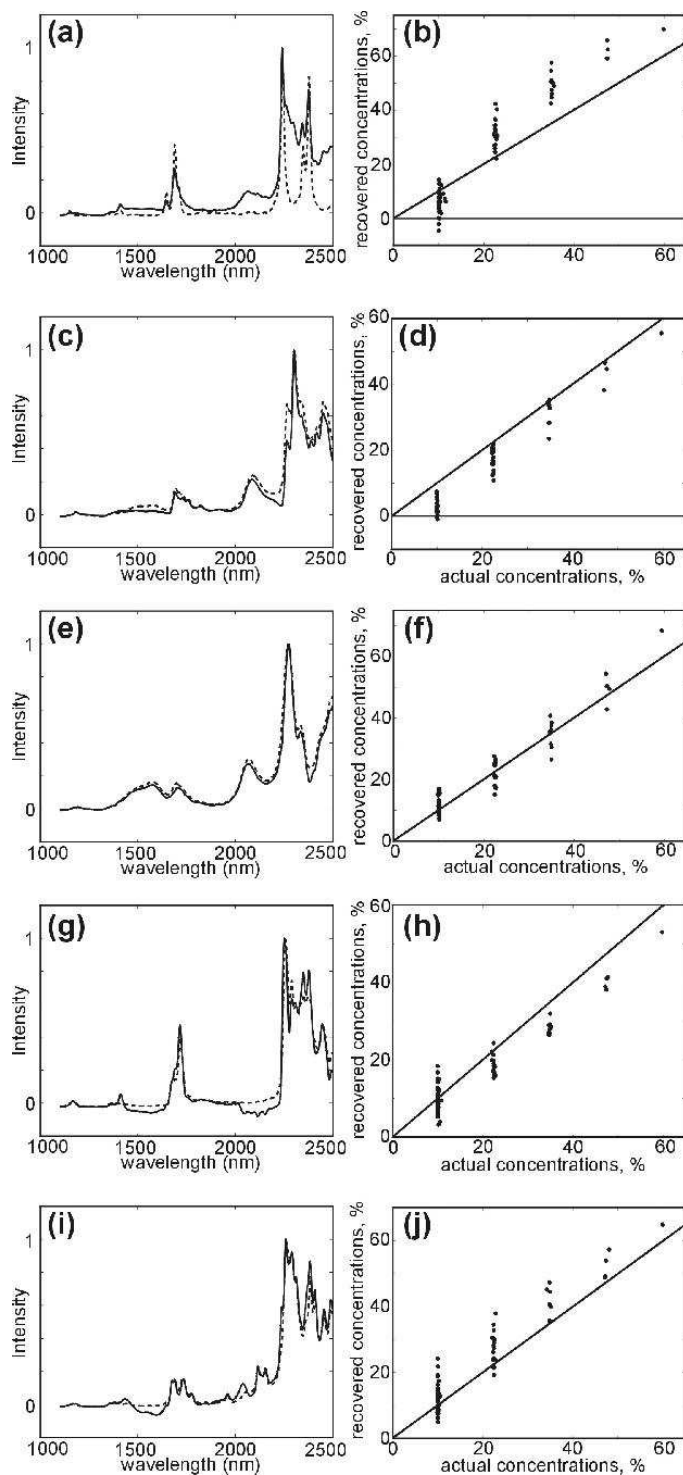 (a)
Intensity
1
0
1000 1500 2000 2500
wavelength (nm)
(b)
recovered concentrations, %
60
40
20
0
0 20 40 60
(c)
Intensity
1
0
1000 1500 2000 2500
wavelength (nm)
(d)
recovered concentrations, %
60
40
20
0
0 20 40 60
actual concentrations, %
(e)
Intensity
1
0
1000 1500 2000 2500
wavelength (nm)
(f)
recovered concentrations, %
60
40
20
0
0 20 40 60
actual concentrations, %
(g)
Intensity
1
0
1000 1500 2000 2500
wavelength (nm)
(h)
recovered concentrations, %
60
40
20
0
0 20 40 60
actual concentrations, %
(i)
Intensity
1
0
1000 1500 2000 2500
wavelength (nm)
(j)
recovered concentrations, %
60
40
20
0
0 20 40 60
actual concentrations, %